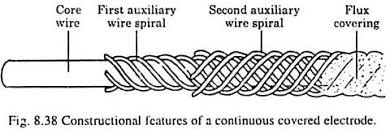 Core wire
First auxiliary wire spiral
Second auxiliary wire spiral
Flux covering
Fig. 8.38 Constructional features of a continuous covered electrode.